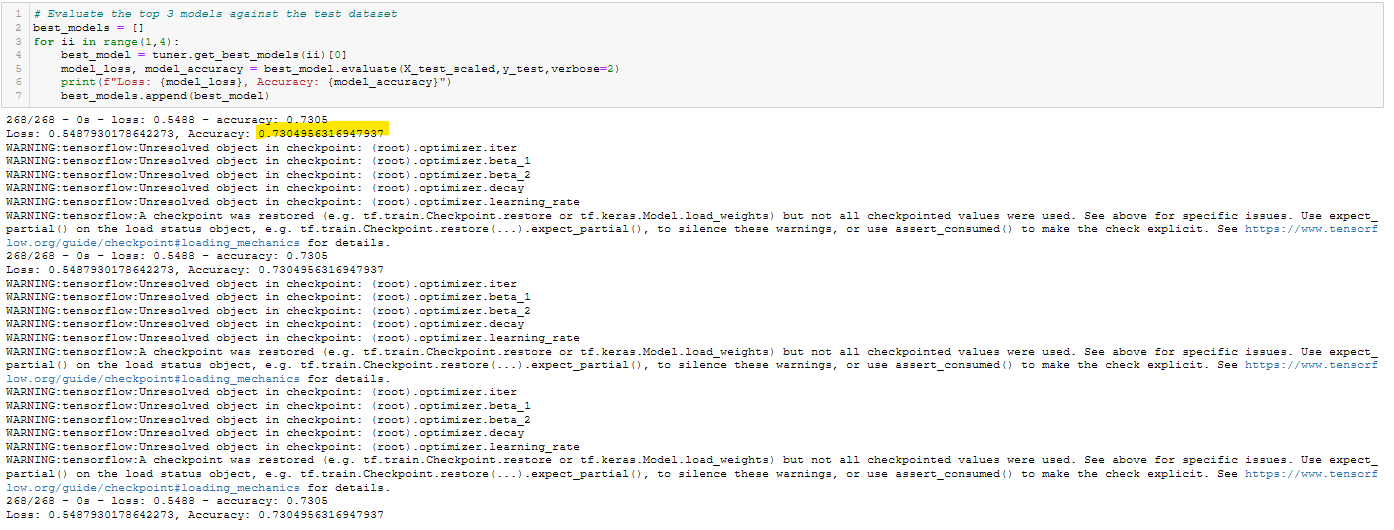 1 # Evaluate the top 3 models against the test dataset
2 best_models = []
3 for ii in range(1,4):
4     best_model = tuner.get_best_models(ii)[0]
5     model_loss, model_accuracy = best_model.evaluate(X_test_scaled,y_test,verbose=2)
6     print(f"Loss: {model_loss}, Accuracy: {model_accuracy}")
7     best_models.append(best_model)
268/268 - 0s - loss: 0.5488 - accuracy: 0.7305
Loss: 0.5487930178642273, Accuracy: 0.7304956316947937
WARNING:tensorflow:Unresolved object in checkpoint: (root).optimizer.iter
WARNING:tensorflow:Unresolved object in checkpoint: (root).optimizer.beta_1
WARNING:tensorflow:Unresolved object in checkpoint: (root).optimizer.beta_2
WARNING:tensorflow:Unresolved object in checkpoint: (root).optimizer.decay
WARNING:tensorflow:Unresolved object in checkpoint: (root).optimizer.learning_rate
WARNING:tensorflow:A checkpoint was restored (e.g. tf.train.Checkpoint.restore or tf.keras.Model.load_weights) but not all checkpointed values were used. See above for specific issues. Use expect_
partial() on the load status object, e.g. tf.train.Checkpoint.restore(...).expect_partial(), to silence these warnings, or use assert_consumed() to make the check explicit. See https://www.tensorf
low.org/guide/checkpoint#loading_mechanics for details.
268/268 - 0s - loss: 0.5488 - accuracy: 0.7305
Loss: 0.5487930178642273, Accuracy: 0.7304956316947937
WARNING:tensorflow:Unresolved object in checkpoint: (root).optimizer.iter
WARNING:tensorflow:Unresolved object in checkpoint: (root).optimizer.beta_1
WARNING:tensorflow:Unresolved object in checkpoint: (root).optimizer.beta_2
WARNING:tensorflow:Unresolved object in checkpoint: (root).optimizer.decay
WARNING:tensorflow:Unresolved object in checkpoint: (root).optimizer.learning_rate
WARNING:tensorflow:A checkpoint was restored (e.g. tf.train.Checkpoint.restore or tf.keras.Model.load_weights) but not all checkpointed values were used. See above for specific issues. Use expect_
partial() on the load status object, e.g. tf.train.Checkpoint.restore(...).expect_partial(), to silence these warnings, or use assert_consumed() to make the check explicit. See https://www.tensorf
low.org/guide/checkpoint#loading_mechanics for details.
WARNING:tensorflow:Unresolved object in checkpoint: (root).optimizer.iter
WARNING:tensorflow:Unresolved object in checkpoint: (root).optimizer.beta_1
WARNING:tensorflow:Unresolved object in checkpoint: (root).optimizer.beta_2
WARNING:tensorflow:Unresolved object in checkpoint: (root).optimizer.decay
WARNING:tensorflow:Unresolved object in checkpoint: (root).optimizer.learning_rate
WARNING:tensorflow:A checkpoint was restored (e.g. tf.train.Checkpoint.restore or tf.keras.Model.load_weights) but not all checkpointed values were used. See above for specific issues. Use expect_
partial() on the load status object, e.g. tf.train.Checkpoint.restore(...).expect_partial(), to silence these warnings, or use assert_consumed() to make the check explicit. See https://www.tensorf
low.org/guide/checkpoint#loading_mechanics for details.
268/268 - 0s - loss: 0.5488 - accuracy: 0.7305
Loss: 0.5487930178642273, Accuracy: 0.7304956316947937